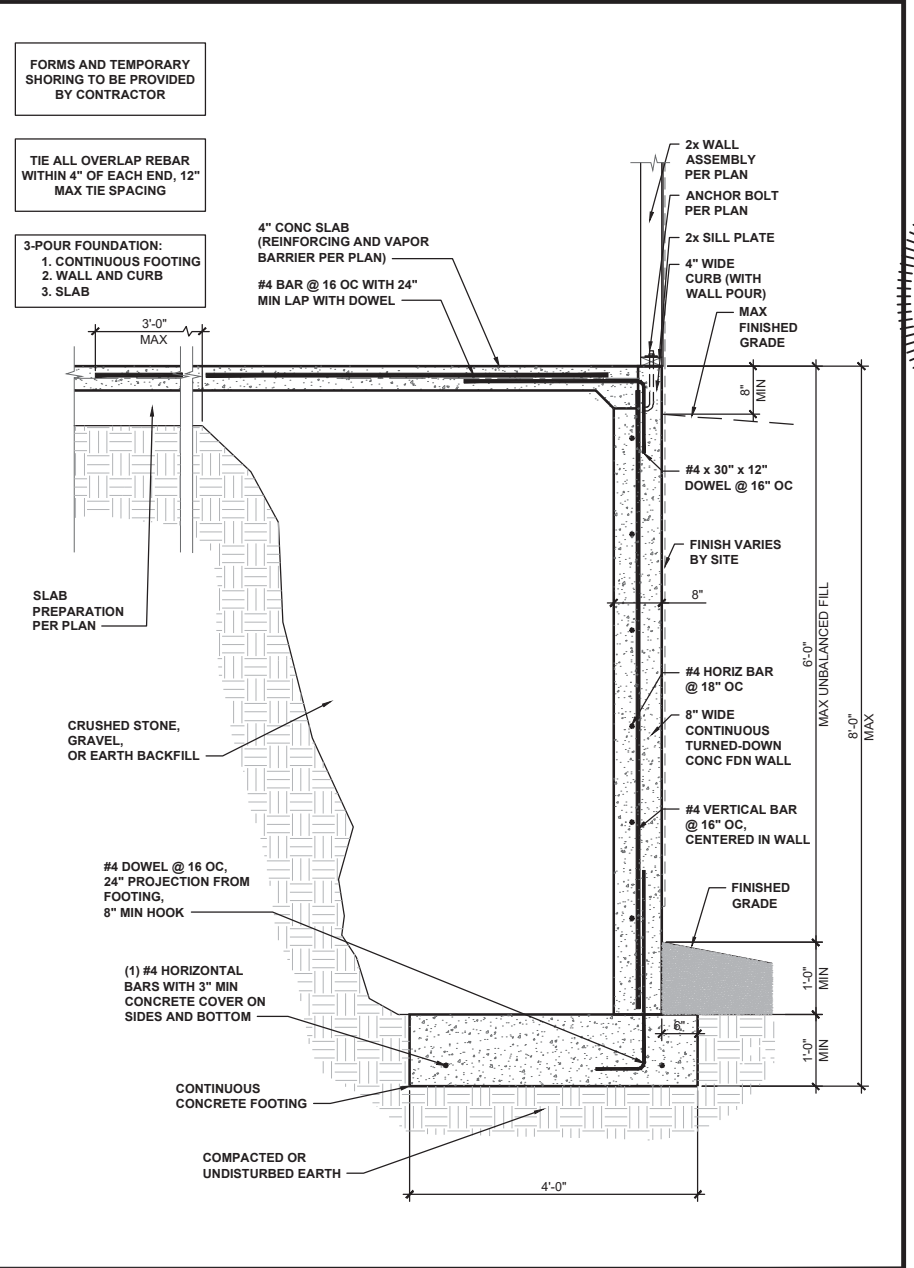 FORMS AND TEMPORARY
SHORING TO BE PROVIDED
BY CONTRACTOR
TIE ALL OVERLAP REBAR
WITHIN 4" OF EACH END, 12"
MAX TIE SPACING
3-POUR FOUNDATION:
1. CONTINUOUS FOOTING
2. WALL AND CURB
3. SLAB
3'-0"
MAX
4" CONC SLAB
(REINFORCING AND VAPOR
BARRIER PER PLAN)
#4 BAR @ 16 OC WITH 24"
MIN LAP WITH DOWEL
2x WALL
ASSEMBLY
PER PLAN
ANCHOR BOLT
PER PLAN
2x SILL PLATE
4" WIDE
CURB (WITH
WALL POUR)
MAX
FINISHED
GRADE
8"
MIN
#4 x 30" x 12"
DOWEL @ 16" OC
FINISH VARIES
BY SITE
8"
SLAB
PREPARATION
PER PLAN
6'-0"
MAX UNBALANCED FILL
8'-0"
MAX
#4 HORIZ BAR
@ 18" OC
8" WIDE
CONTINUOUS
TURNED-DOWN
CONC FDN WALL
CRUSHED STONE,
GRAVEL,
OR EARTH BACKFILL
#4 VERTICAL BAR
@ 16" OC,
CENTERED IN WALL
#4 DOWEL @ 16 OC,
24" PROJECTION FROM
FOOTING,
8" MIN HOOK
FINISHED
GRADE
1'-0"
MIN
(1) #4 HORIZONTAL
BARS WITH 3" MIN
CONCRETE COVER ON
SIDES AND BOTTOM
6"
1'-0"
MIN
CONTINUOUS
CONCRETE FOOTING
COMPACTED OR
UNDISTURBED EARTH
4'-0"